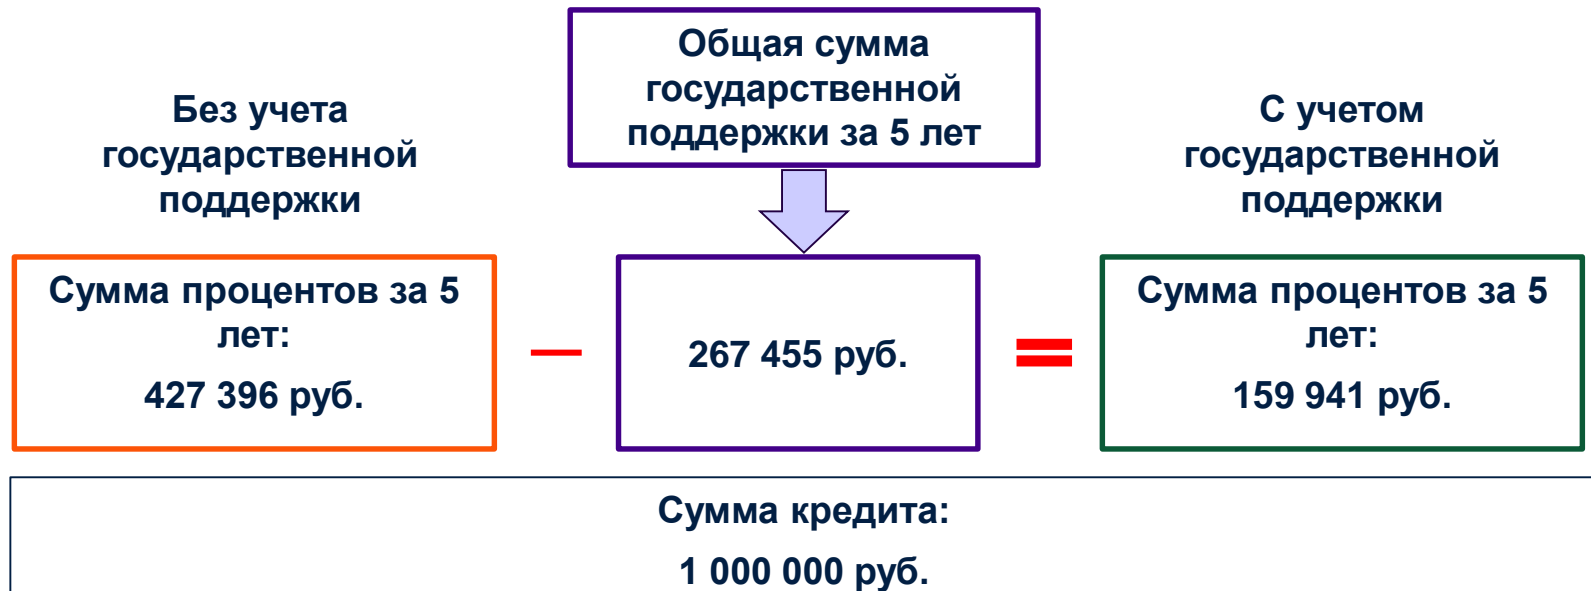 Общая сумма
государственной
поддержки за 5 лет
Без учета
государственной
поддержки
С учетом
государственной
поддержки
Сумма процентов за 5
лет:
427 396 руб.
—
267 455 руб.
=
Сумма процентов за 5
лет:
159 941 руб.
Сумма кредита:
1 000 000 руб.